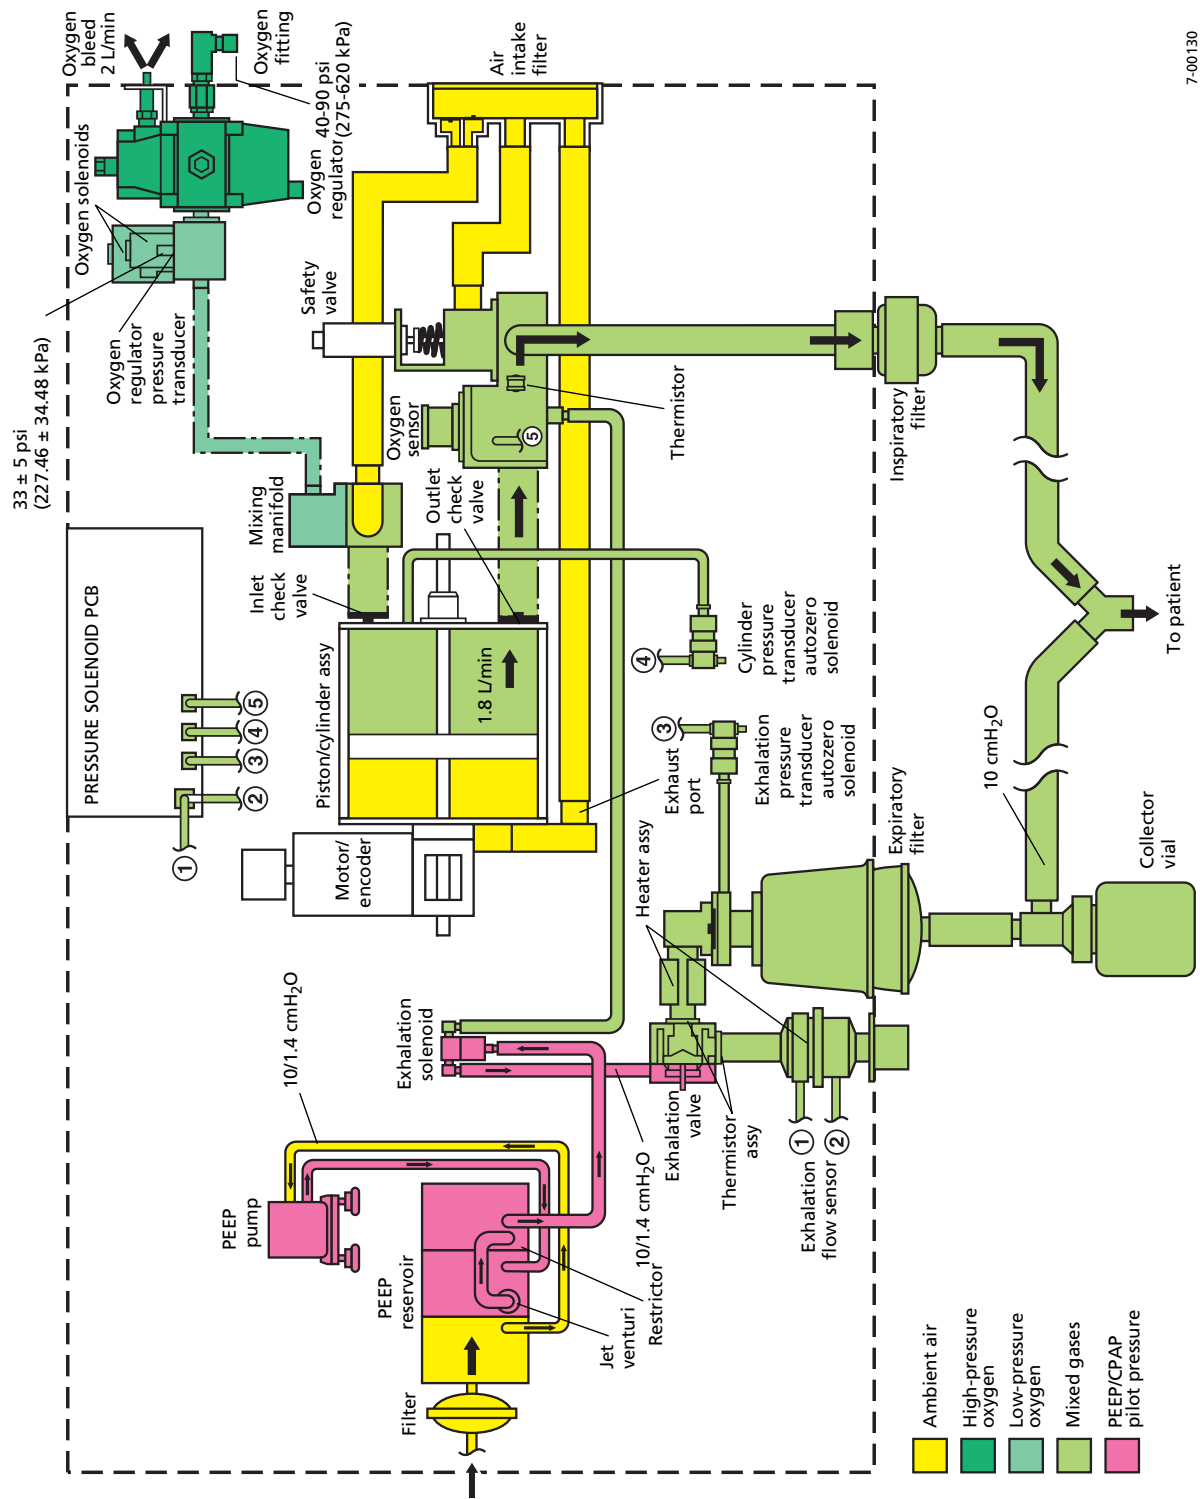 Oxygen
bleed
2 L/min
Oxygen
fitting
40-90 psi
(275-620 kPa)
Oxygen
regulator
Air
intake
filter
Oxygen solenoids
33 ± 5 psi
(227.46 ± 34.48 kPa)
Oxygen
regulator
pressure
transducer
Safety
valve
Oxygen
sensor
Thermistor
5
Inspiratory
filter
PRESSURE SOLENOID PCB
5
4
3
2
1
Mixing
manifold
Inlet
check
valve
Outlet
check
valve
Piston/cylinder assy
1.8 L/min
4
Cylinder
pressure
transducer
autozero
solenoid
3
Exhalation
pressure
transducer
autozero
solenoid
Exhaust
port
Motor/
encoder
Heater assy
Expiratory
filter
10 cmH2O
To patient
Collector
vial
10/1.4 cmH2O
Exhalation
solenoid
Exhalation
valve
Thermistor
assy
10/1.4 cmH2O
1
Exhalation
flow sensor
2
PEEP
pump
PEEP
reservoir
Restrictor
Jet
venturi
Filter
Ambient air
High-pressure
oxygen
Low-pressure
oxygen
Mixed gases
PEEP/CPAP
pilot pressure
7-00130